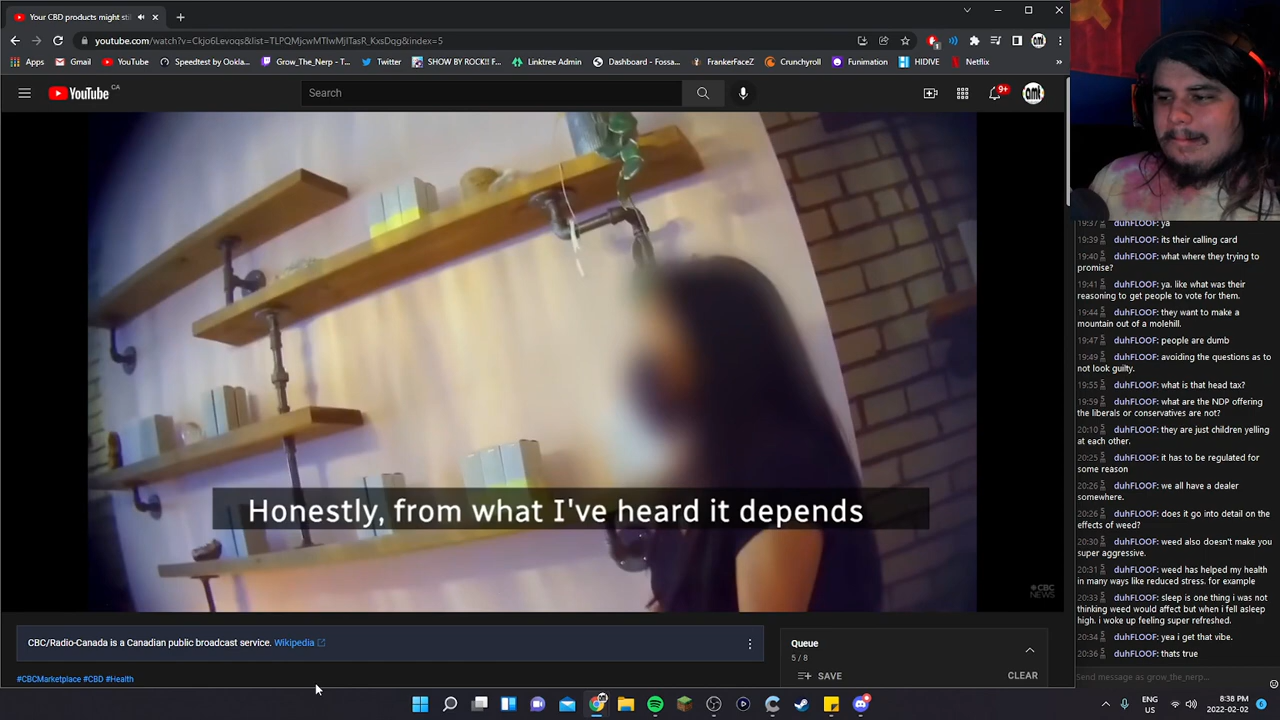 Your CBD products might sti
youtube.com/watch?v=Ckjo6Levoqs&list=TLPQMjcwMTIwMjITasR_KxsDqg&index=5
Apps
Gmail
YouTube
Speedtest by Ookla...
Grow_The_Nerp - T...
Twitter
SHOW BY ROCK!! F...
Linktree Admin
Dashboard - Fossa...
FrankerFaceZ
Crunchyroll
Funimation
HIDIVE
Netflix
YouTube CA
Search
9+
Honestly, from what I've heard it depends
CBC NEWS
CBC/Radio-Canada is a Canadian public broadcast service. Wikipedia
#CBCMarketplace #CBD #Health
Queue
5 / 8
SAVE
CLEAR
19:37 duhFLOOF: ya
19:39 duhFLOOF: its their calling card
19:40 duhFLOOF: what where they trying to
promise?
19:41 duhFLOOF: ya. like what was their
reasoning to get people to vote for them.
19:44 duhFLOOF: they want to make a
mountain out of a molehill.
19:47 duhFLOOF: people are dumb
19:49 duhFLOOF: avoiding the questions as to
not look guilty.
19:55 duhFLOOF: what is that head tax?
19:59 duhFLOOF: what are the NDP offering
the liberals or conservatives are not?
20:10 duhFLOOF: they are just children yelling
at each other.
20:25 duhFLOOF: it has to be regulated for
some reason
20:26 duhFLOOF: we all have a dealer
somewhere.
20:26 duhFLOOF: does it go into detail on the
effects of weed?
20:30 duhFLOOF: weed also doesn't make you
super aggressive.
20:31 duhFLOOF: weed has helped my health
in many ways like reduced stress. for example
20:33 duhFLOOF: sleep is one thing i was not
thinking weed would affect but when i fell asleep
high. i woke up feeling super refreshed.
20:34 duhFLOOF: yea i get that vibe.
20:36 duhFLOOF: thats true
Send message as grow_the_nerp...
ENG
US
8:38 PM
2022-02-02
6